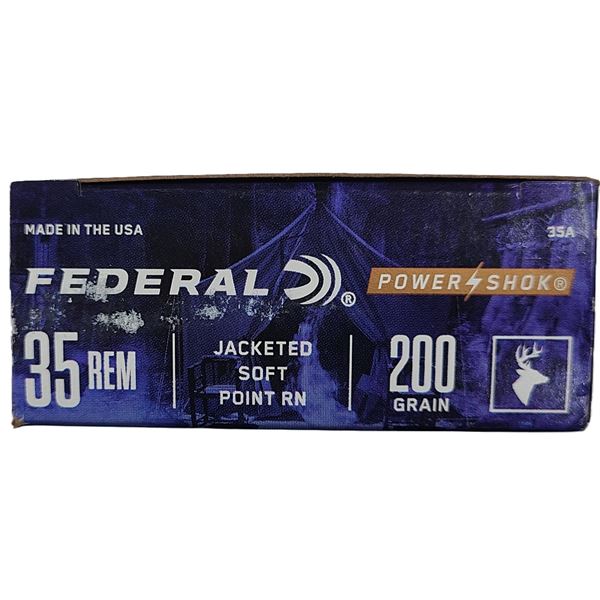 MADE IN THE USA 35A
FEDERAL® POWER SHOK®
35 REM
JACKETED
SOFT
POINT RN
200
GRAIN